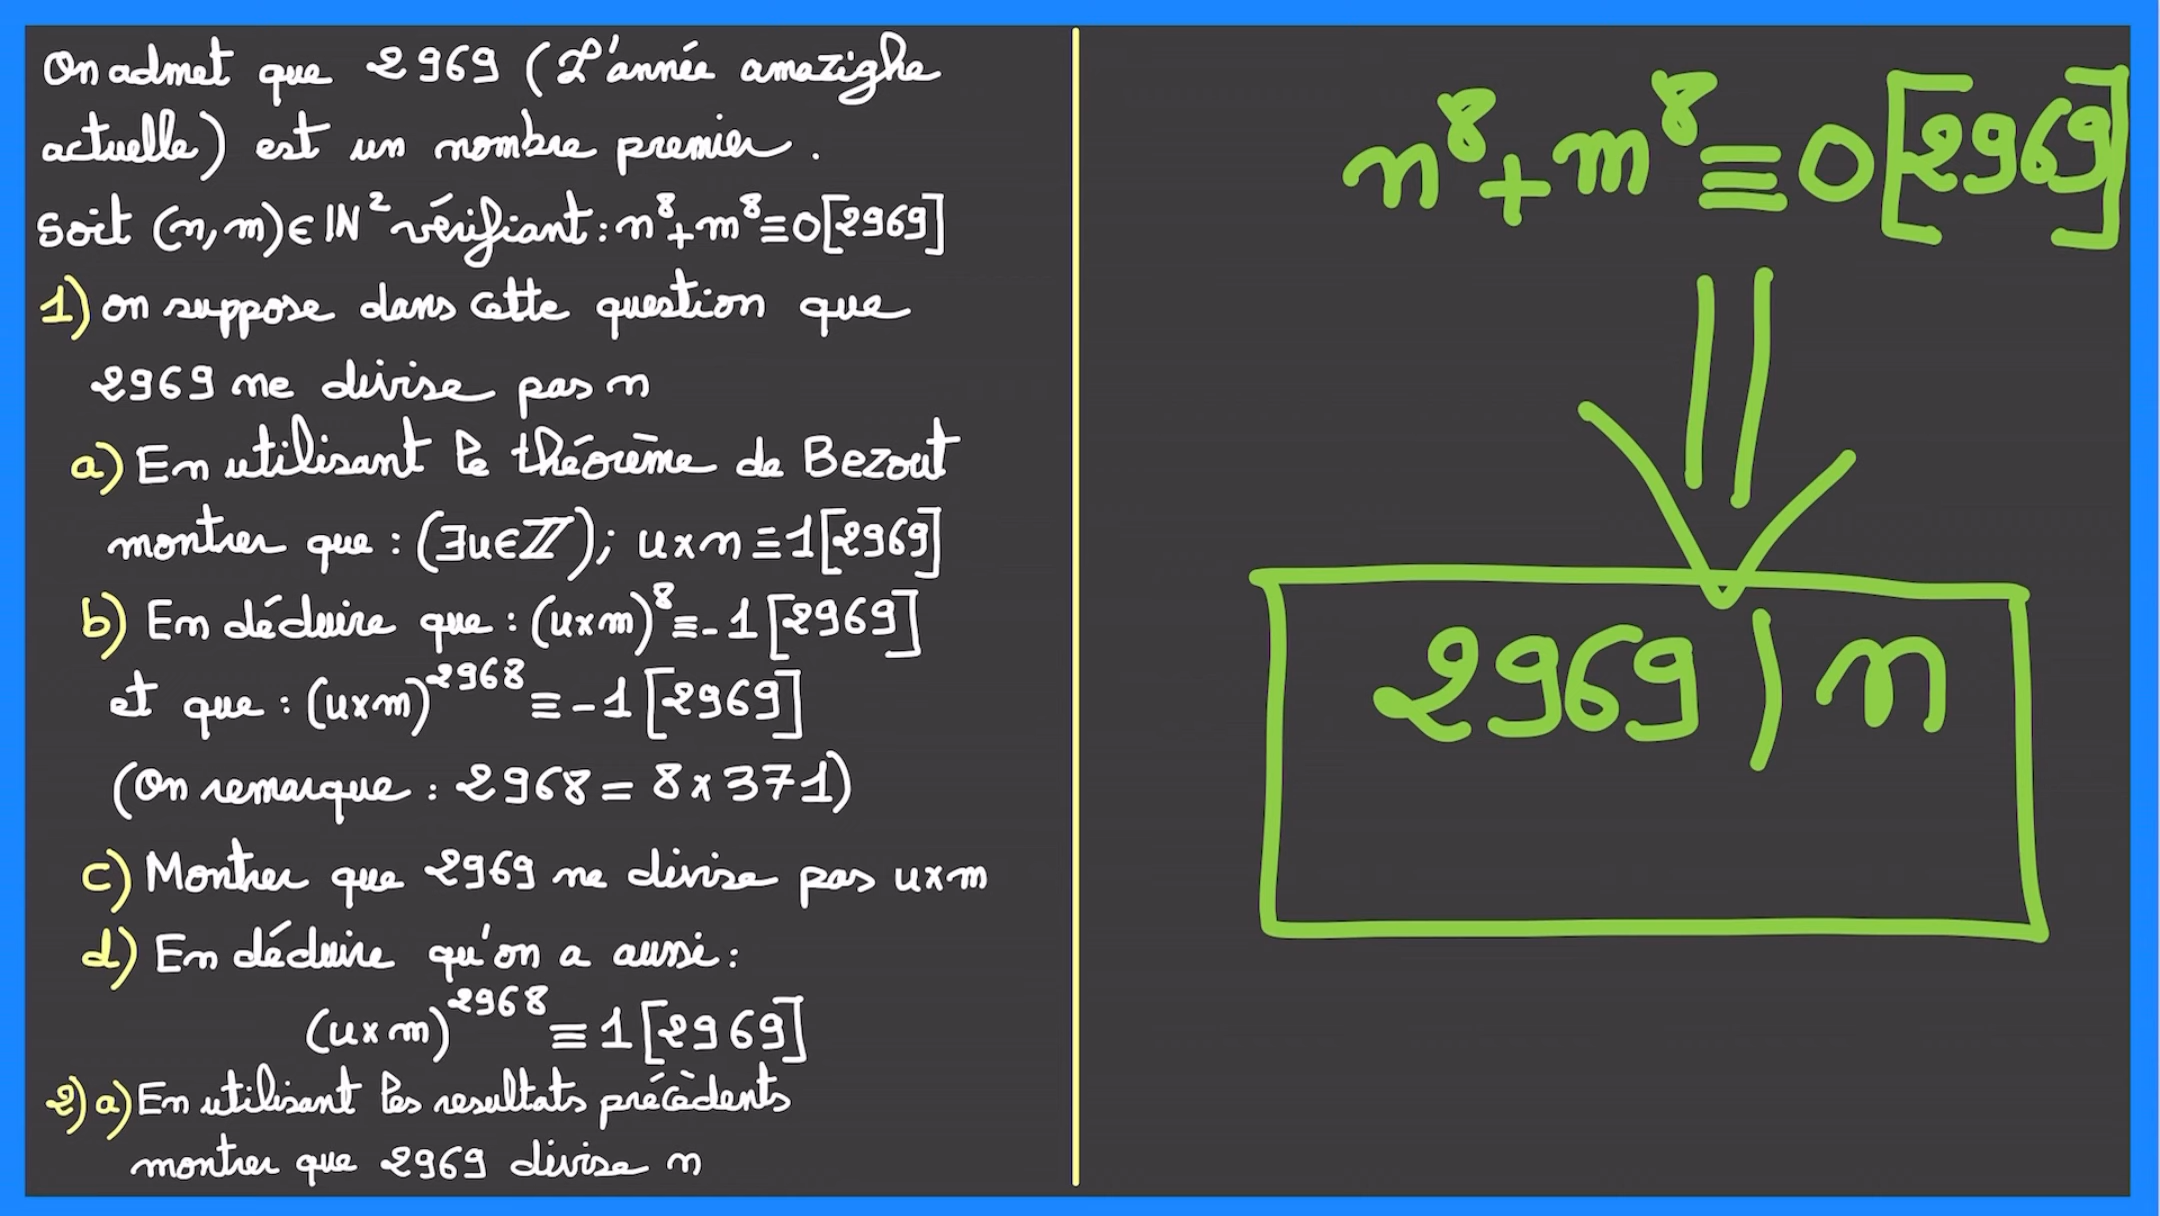 On admet que 2969 (L'année amazighe
actuelle) est un nombre premier.
Soit (n,m)∈ℕ² vérifiant : n⁸+m⁸≡0[2969]
1) on suppose dans cette question que
2969 ne divise pas n
a) En utilisant le théorème de Bezout
montrer que : (∃u∈ℤ); u×n≡1[2969]
b) En déduire que : (u×m)⁸≡-1[2969]
et que : (u×m)²⁹⁶⁸≡-1[2969]
(On remarque : 2968=8×371)
c) Montrer que 2969 ne divise pas u×m
d) En déduire qu'on a aussi :
(u×m)²⁹⁶⁸≡1[2969]
2) a) En utilisant les resultats précèdents
montrer que 2969 divise n
n⁸+m⁸≡0[2969]
⇓
2969 | n